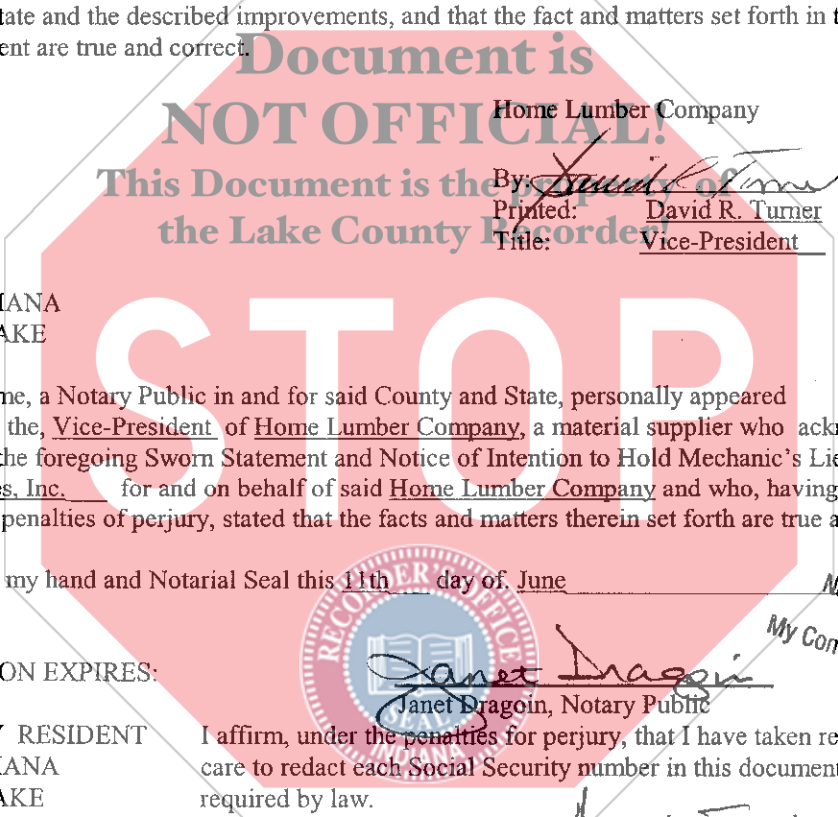 tate and the described improvements, and that the fact and matters set forth in t
ent are true and correct.
Document is
NOT OFFICIAL!
This Document is the property of
the Lake County Recorder!
Home Lumber Company
By: David R. Turner
Printed: David R. Turner
Title: Vice-President
IANA
AKE
STOP
ne, a Notary Public in and for said County and State, personally appeared
the, Vice-President of Home Lumber Company, a material supplier who ack
the foregoing Sworn Statement and Notice of Intention to Hold Mechanic's Lie
es, Inc. for and on behalf of said Home Lumber Company and who, having
penalties of perjury, stated that the facts and matters therein set forth are true a
my hand and Notarial Seal this 11th day of. June
My Com
RECORDER'S OFFICE
SEAL
INDIANA
ON EXPIRES:
Janet Dragoin
Janet Dragoin, Notary Public
Y RESIDENT
IANA
AKE
I affirm, under the penalties for perjury, that I have taken re
care to redact each Social Security number in this document
required by law.